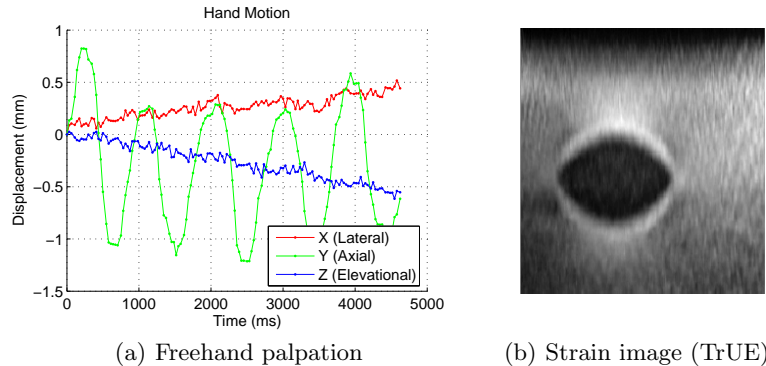 Hand Motion
1
0.5
0
−0.5
−1
−1.5
Displacement (mm)
X (Lateral)
Y (Axial)
Z (Elevational)
0 1000 2000 3000 4000 5000
Time (ms)
(a) Freehand palpation
(b) Strain image (TrUE)